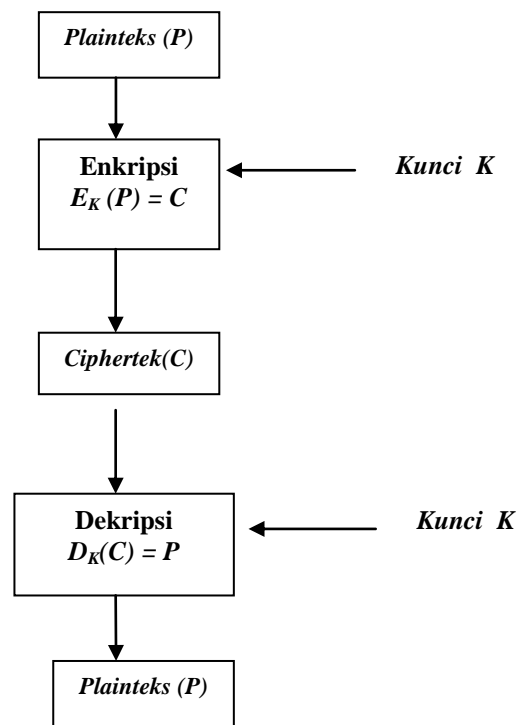 Plainteks (P)
Enkripsi
E_K (P) = C
Kunci K
Ciphertek(C)
Dekripsi
D_K(C) = P
Kunci K
Plainteks (P)